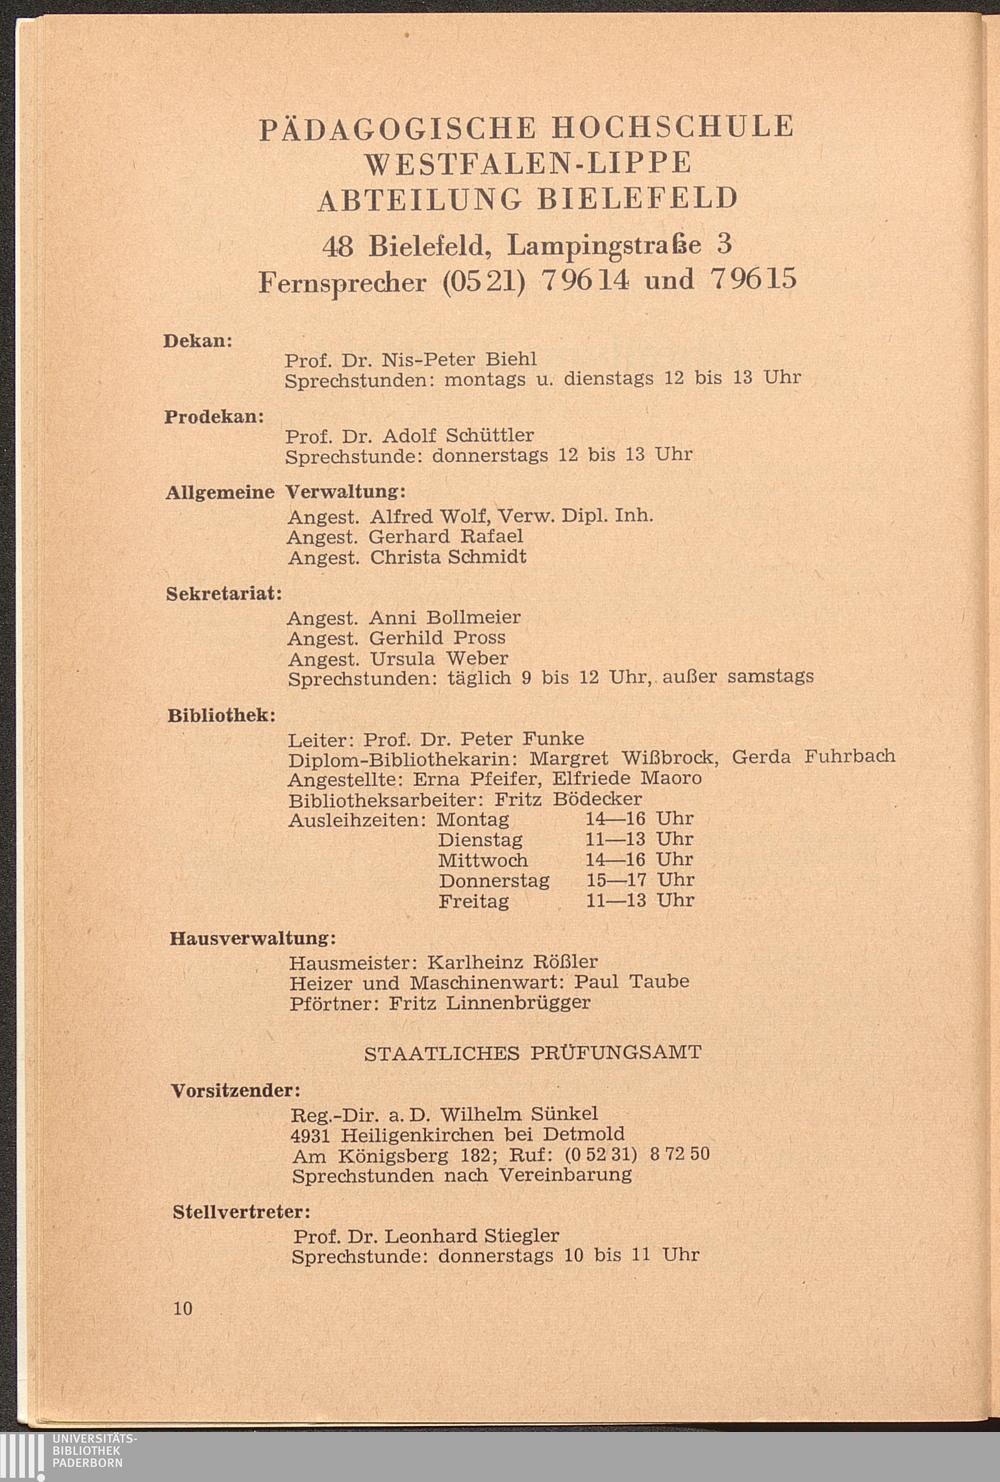 PÄDAGOGISCHE HOCHSCHULE
WESTFALEN-LIPPE
ABTEILUNG BIELEFELD
48 Bielefeld, Lampingstraße 3
Fernsprecher (05 21) 7 96 14 und 7 96 15
Dekan:
Prof. Dr. Nis-Peter Biehl
Sprechstunden: montags u. dienstags 12 bis 13 Uhr
Prodekan:
Prof. Dr. Adolf Schüttler
Sprechstunde: donnerstags 12 bis 13 Uhr
Allgemeine Verwaltung:
Angest. Alfred Wolf, Verw. Dipl. Inh.
Angest. Gerhard Rafael
Angest. Christa Schmidt
Sekretariat:
Angest. Anni Bollmeier
Angest. Gerhild Pross
Angest. Ursula Weber
Sprechstunden: täglich 9 bis 12 Uhr, außer samstags
Bibliothek:
Leiter: Prof. Dr. Peter Funke
Diplom-Bibliothekarin: Margret Wißbrock, Gerda Fuhrbach
Angestellte: Erna Pfeifer, Elfriede Maoro
Bibliotheksarbeiter: Fritz Bödecker
Ausleihzeiten: Montag 14—16 Uhr
Dienstag 11—13 Uhr
Mittwoch 14—16 Uhr
Donnerstag 15—17 Uhr
Freitag 11—13 Uhr
Hausverwaltung:
Hausmeister: Karlheinz Rößler
Heizer und Maschinenwart: Paul Taube
Pförtner: Fritz Linnenbrügger
STAATLICHES PRÜFUNGSAMT
Vorsitzender:
Reg.-Dir. a. D. Wilhelm Sünkel
4931 Heiligenkirchen bei Detmold
Am Königsberg 182; Ruf: (0 52 31) 8 72 50
Sprechstunden nach Vereinbarung
Stellvertreter:
Prof. Dr. Leonhard Stiegler
Sprechstunde: donnerstags 10 bis 11 Uhr
10
UNIVERSITÄTS-
BIBLIOTHEK
PADERBORN